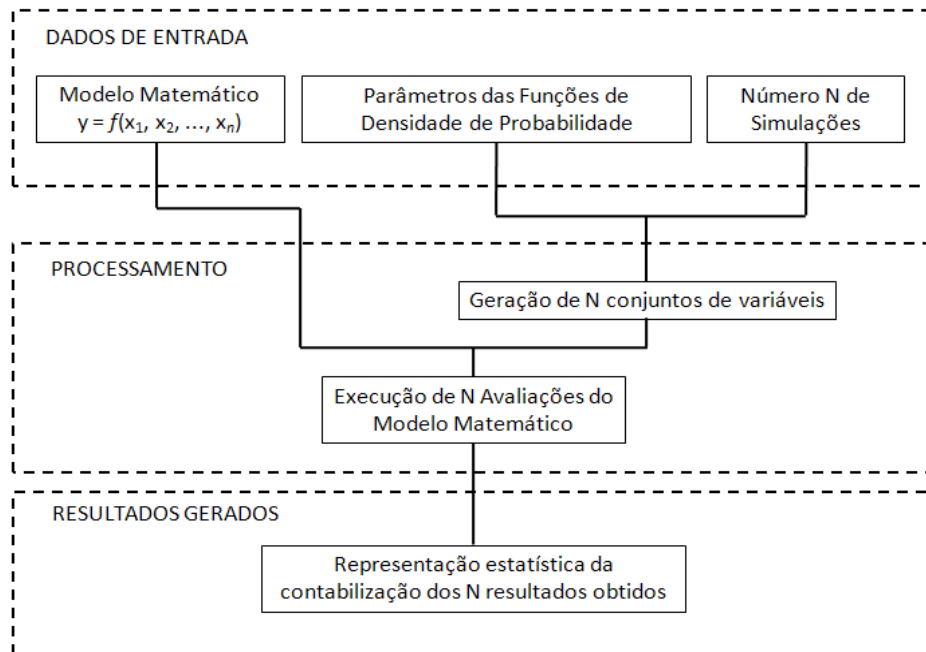 DADOS DE ENTRADA
Modelo Matemático
y = f(x₁, x₂, ..., xₙ)
Parâmetros das Funções de
Densidade de Probabilidade
Número N de
Simulações
PROCESSAMENTO
Geração de N conjuntos de variáveis
Execução de N Avaliações do
Modelo Matemático
RESULTADOS GERADOS
Representação estatística da
contabilização dos N resultados obtidos